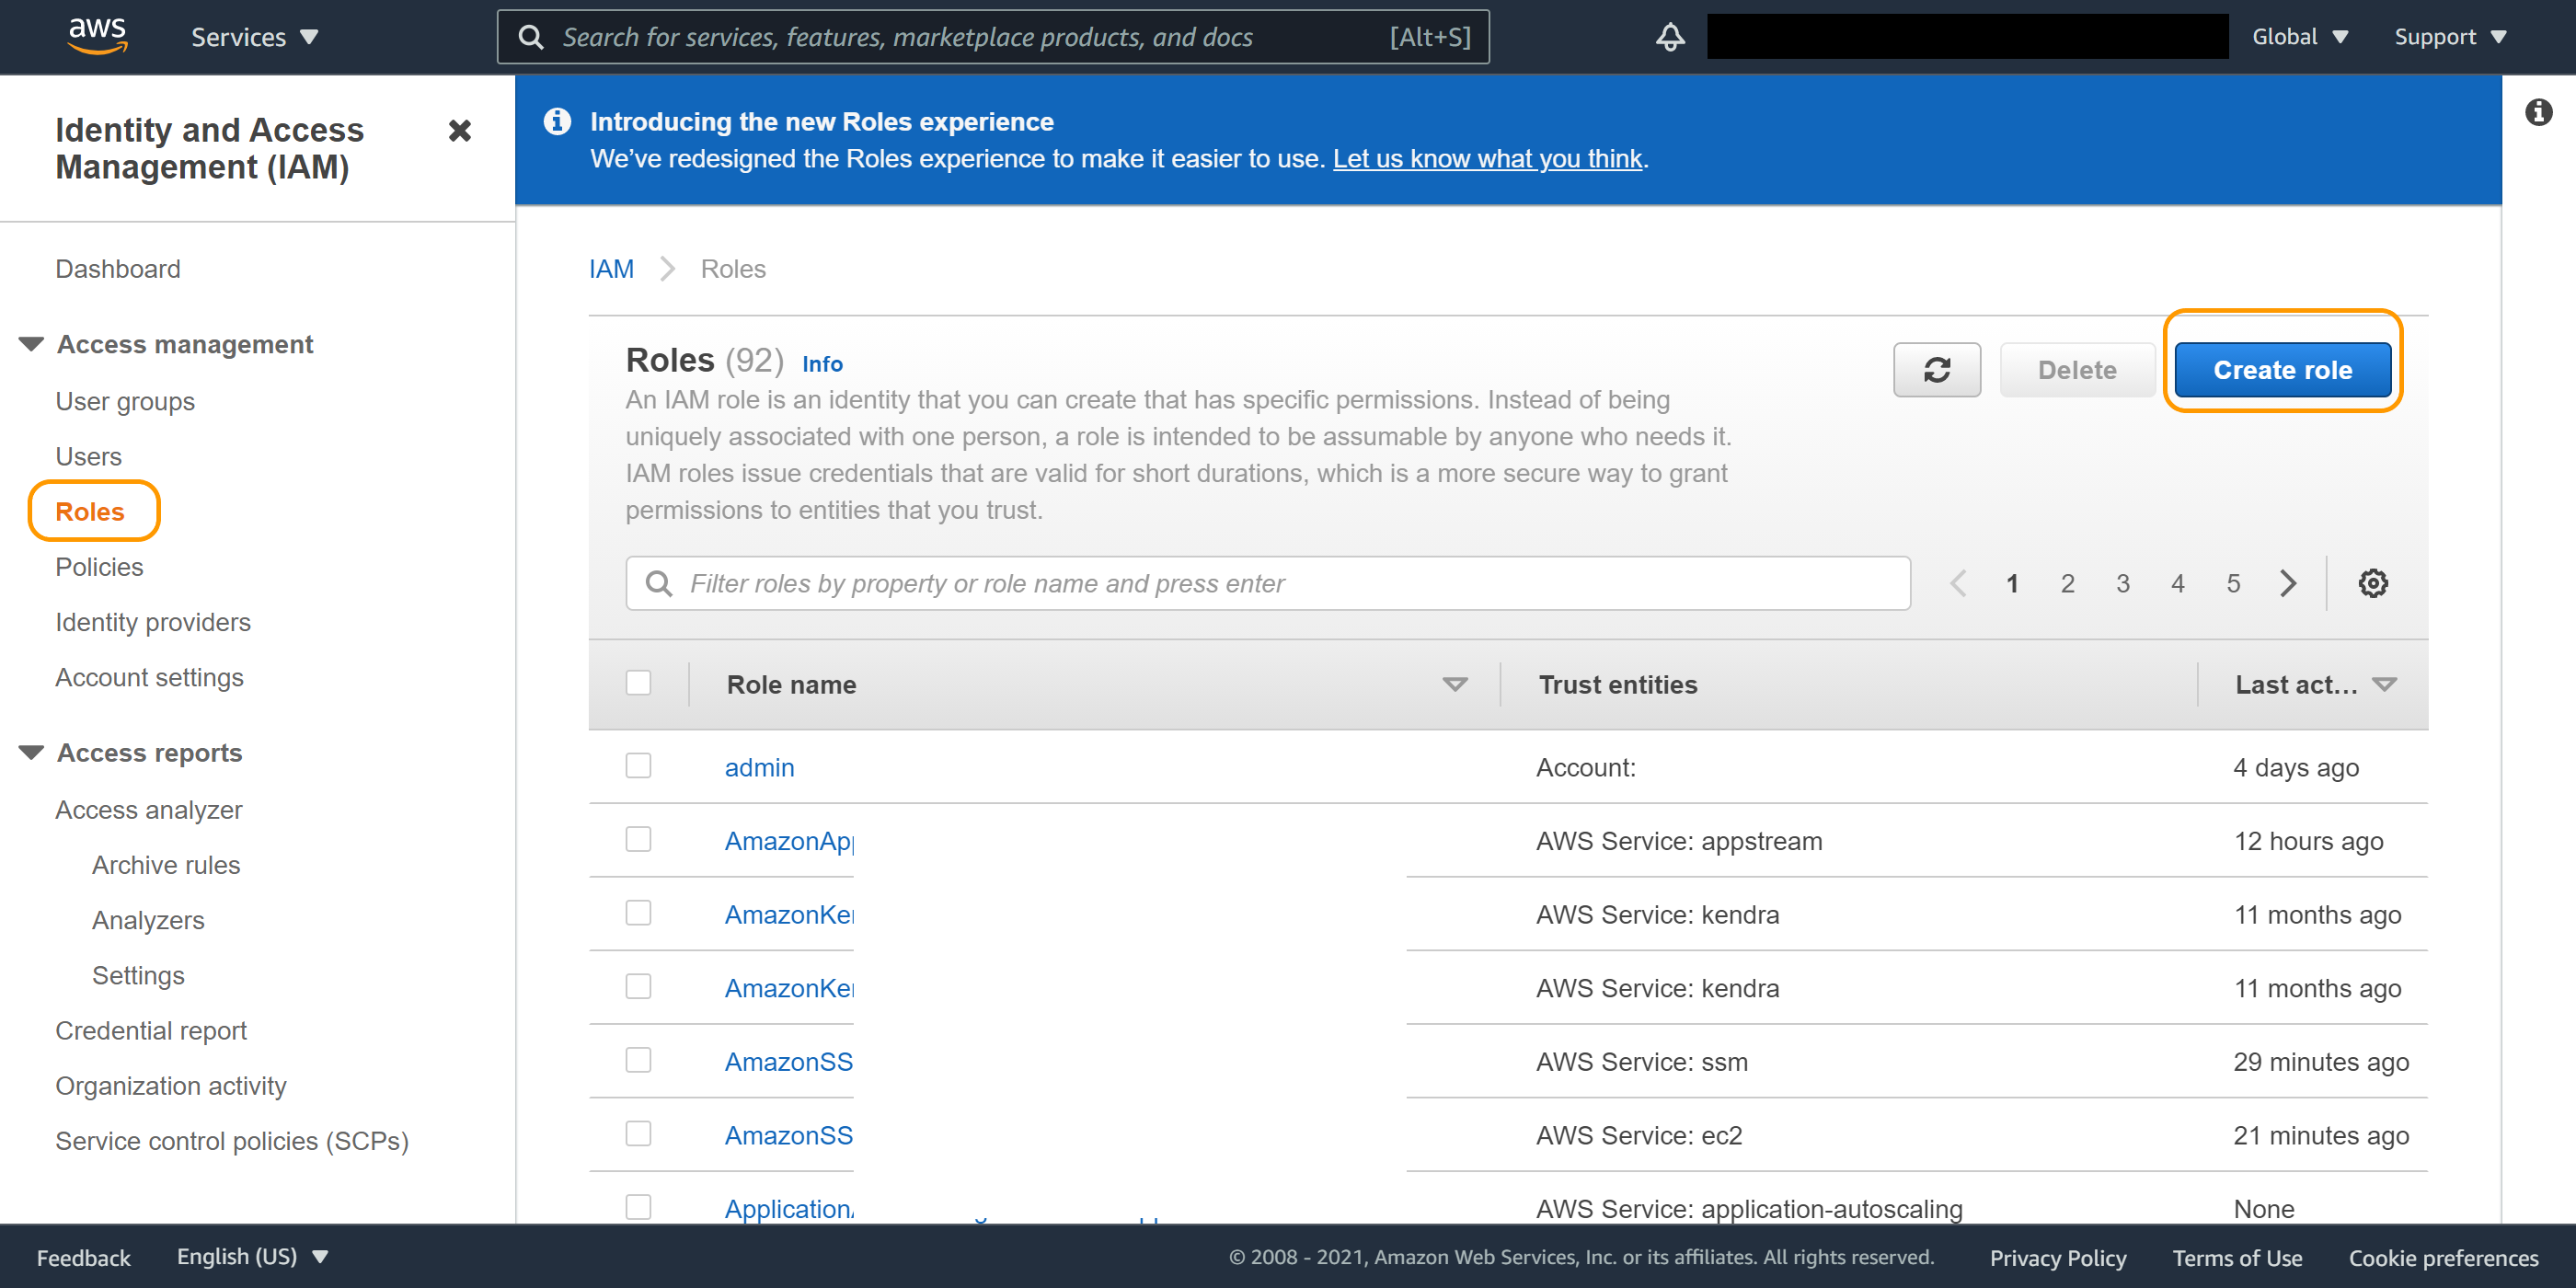 aws
Services
Search for services, features, marketplace products, and docs [Alt+S]
Global
Support
Identity and Access Management (IAM)
Dashboard
Access management
User groups
Users
Roles
Policies
Identity providers
Account settings
Access reports
Access analyzer
Archive rules
Analyzers
Settings
Credential report
Organization activity
Service control policies (SCPs)
Introducing the new Roles experience
We've redesigned the Roles experience to make it easier to use. Let us know what you think.
IAM > Roles
Roles (92) Info
Delete
Create role
An IAM role is an identity that you can create that has specific permissions. Instead of being
uniquely associated with one person, a role is intended to be assumable by anyone who needs it.
IAM roles issue credentials that are valid for short durations, which is a more secure way to grant
permissions to entities that you trust.
Filter roles by property or role name and press enter
1 2 3 4 5
Role name Trust entities Last act...
admin Account: 4 days ago
AWS Service: appstream 12 hours ago
AWS Service: kendra 11 months ago
AWS Service: kendra 11 months ago
AmazonSS AWS Service: ssm 29 minutes ago
AmazonSS AWS Service: ec2 21 minutes ago
Application AWS Service: application-autoscaling None
Feedback
English (US)
© 2008 - 2021, Amazon Web Services, Inc. or its affiliates. All rights reserved.
Privacy Policy
Terms of Use
Cookie preferences